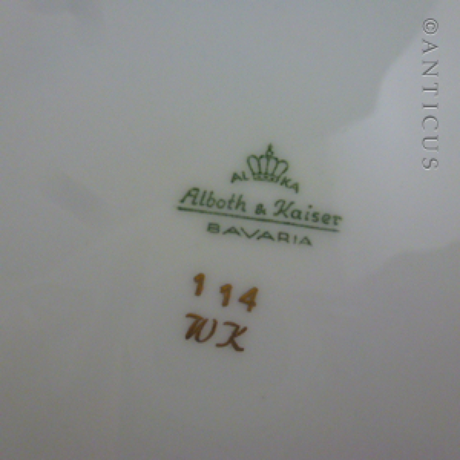 AL KA
Alboth & Kaiser
BAVARIA
114
WK
©ANTICUS